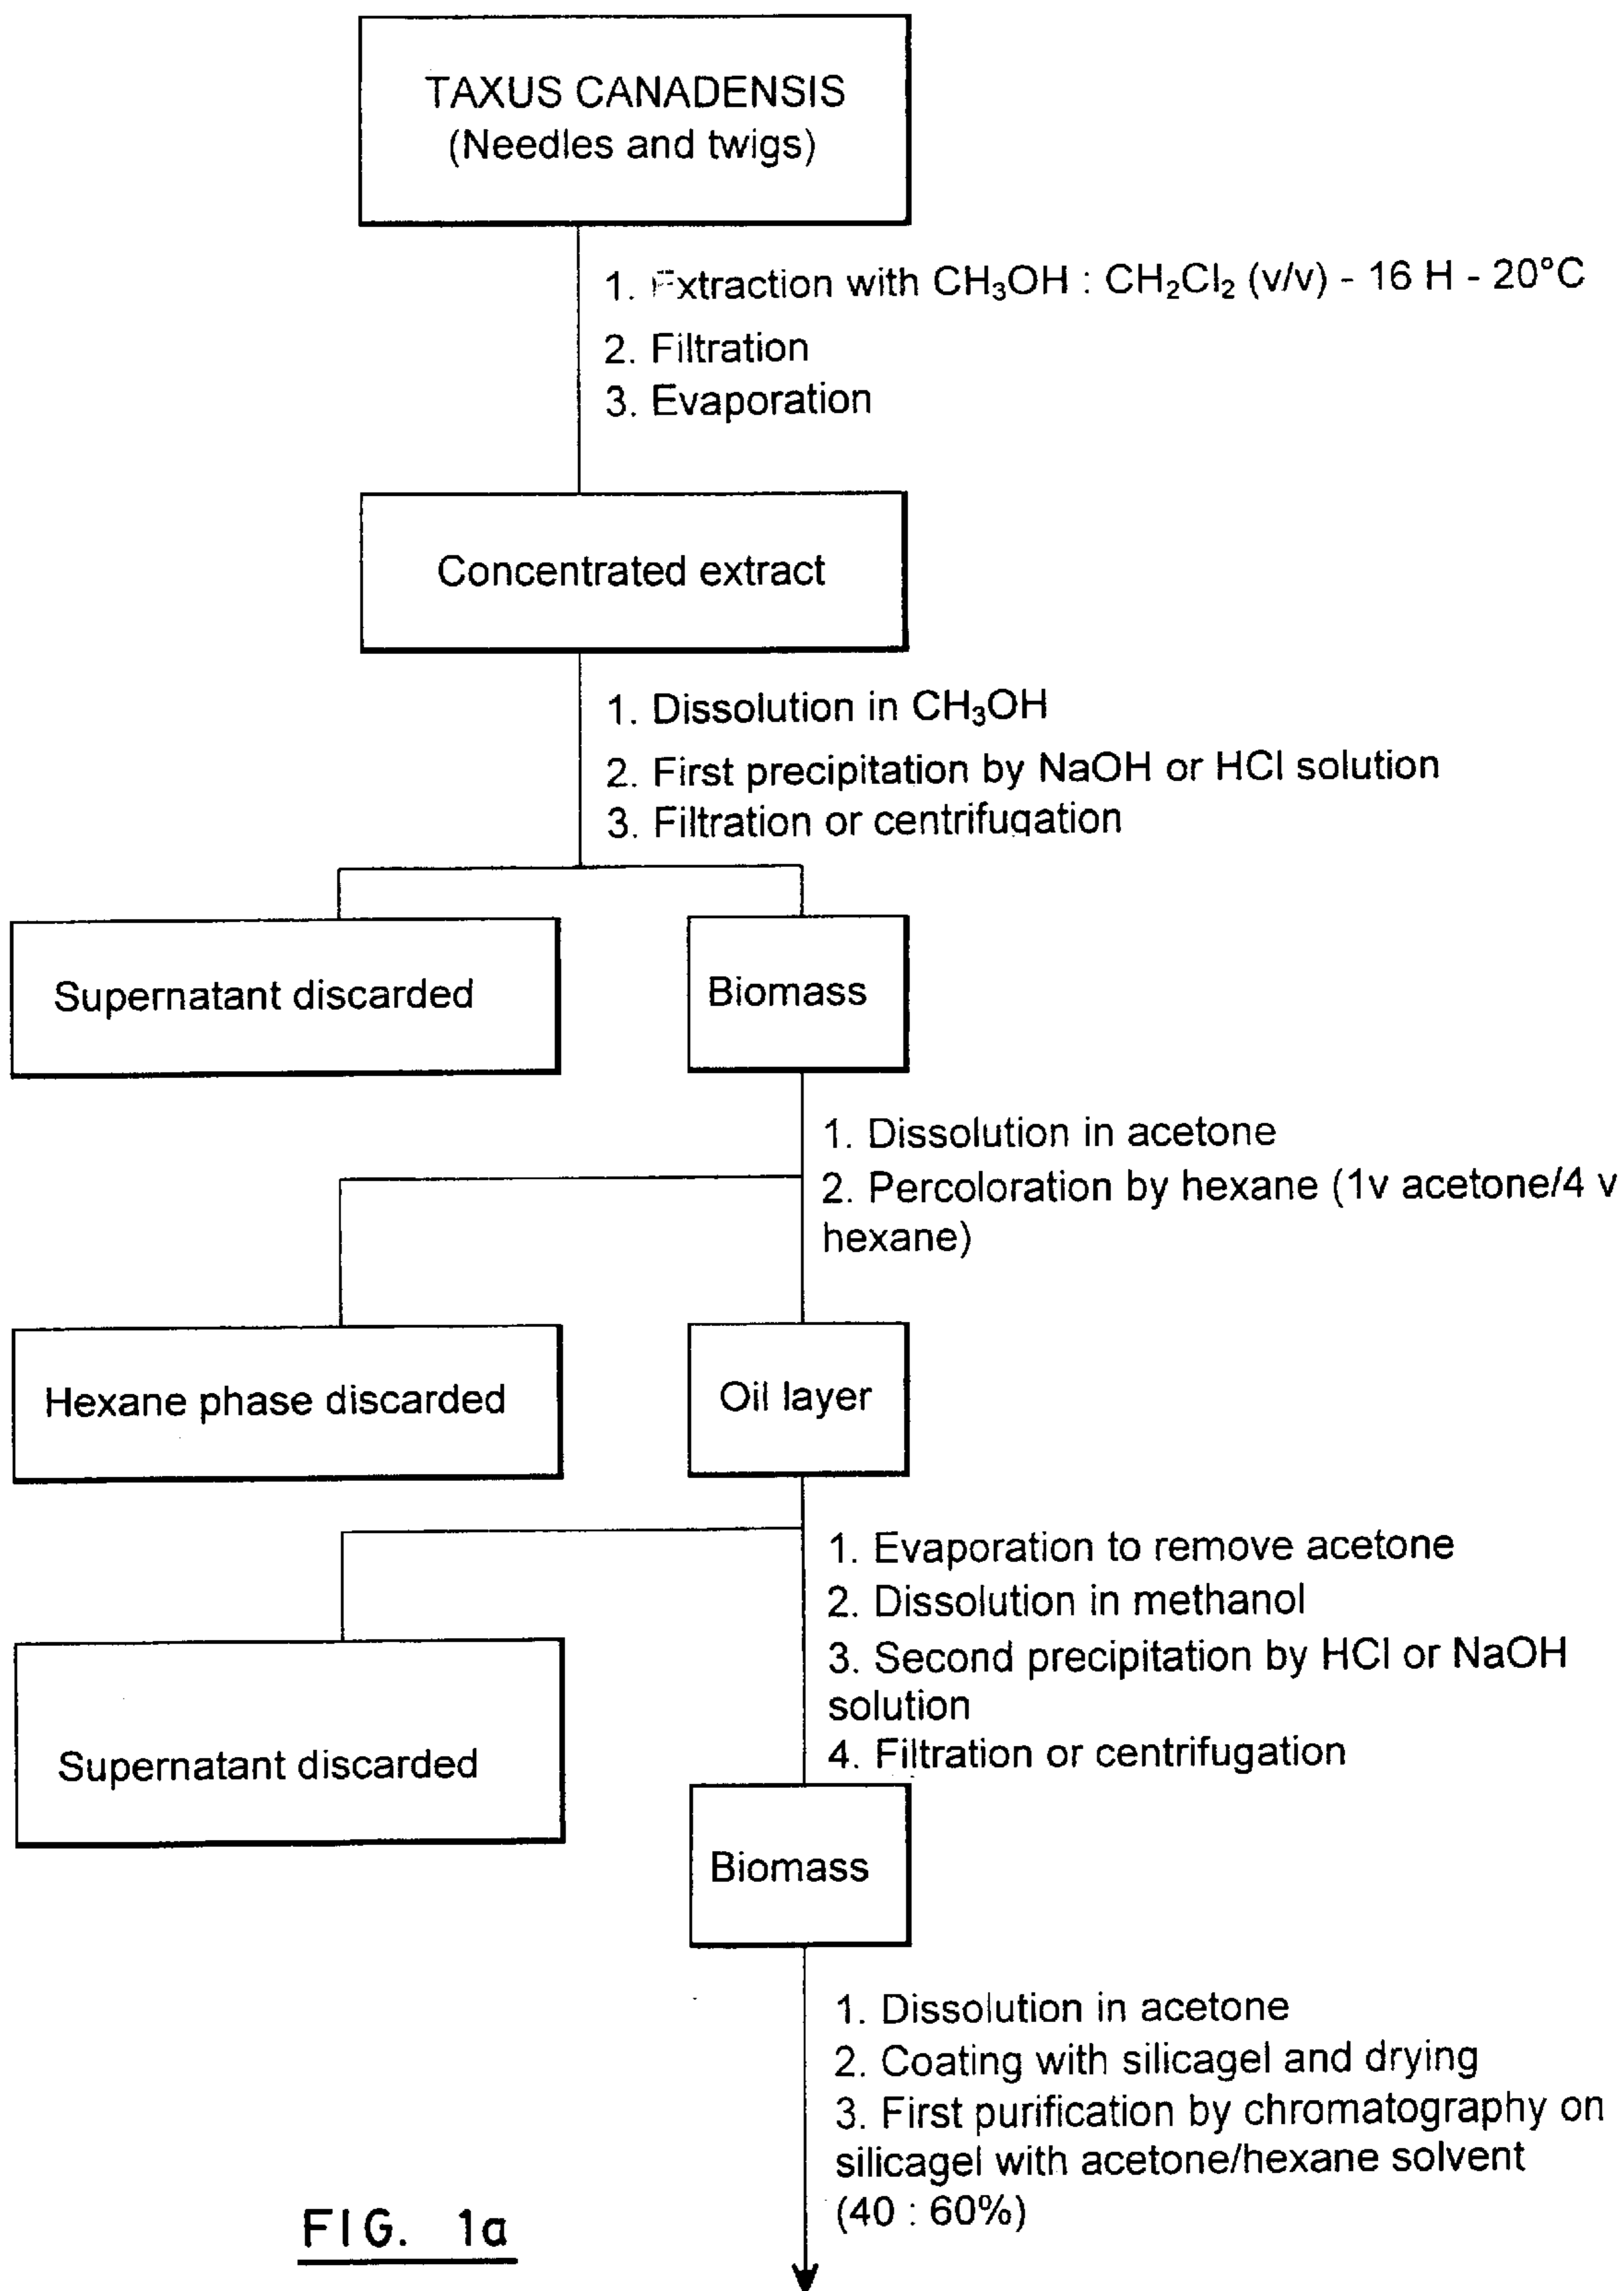 TAXUS CANADENSIS
(Needles and twigs)
1. Extraction with CH₃OH : CH₂Cl₂ (v/v) - 16 H - 20°C
2. Filtration
3. Evaporation
Concentrated extract
1. Dissolution in CH₃OH
2. First precipitation by NaOH or HCl solution
3. Filtration or centrifugation
Supernatant discarded
Biomass
1. Dissolution in acetone
2. Percoloration by hexane (1v acetone/4 v
hexane)
Hexane phase discarded
Oil layer
1. Evaporation to remove acetone
2. Dissolution in methanol
3. Second precipitation by HCl or NaOH
solution
4. Filtration or centrifugation
Supernatant discarded
Biomass
1. Dissolution in acetone
2. Coating with silicagel and drying
3. First purification by chromatography on
silicagel with acetone/hexane solvent
(40 : 60%)
FIG. 1a